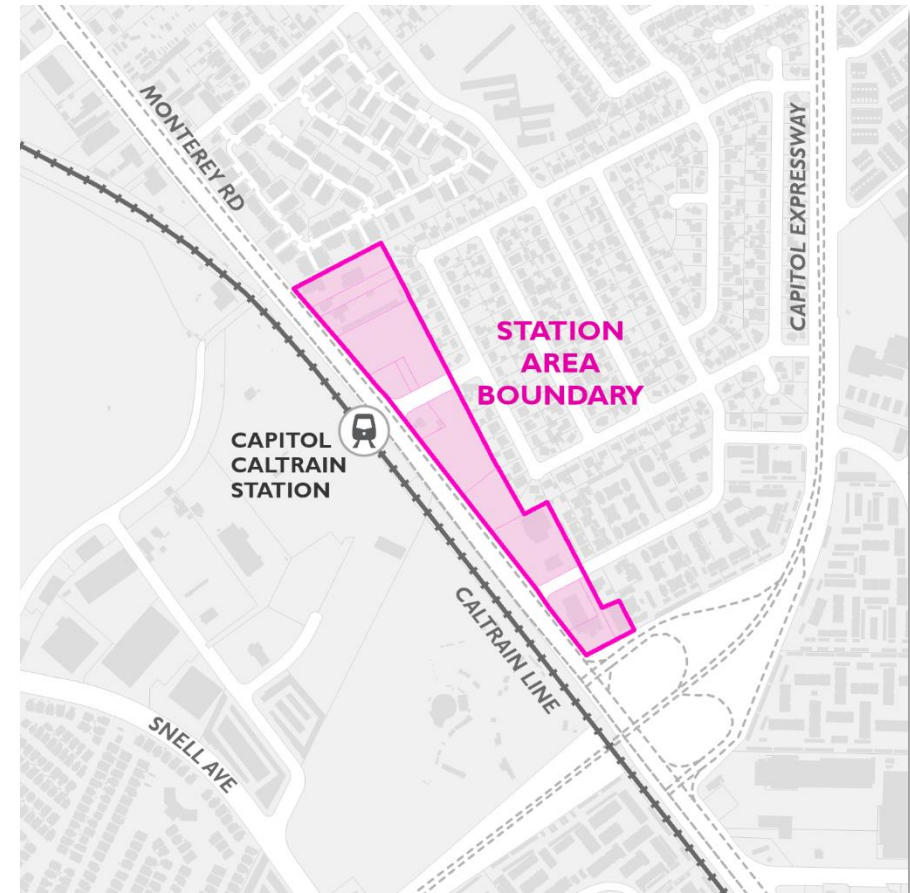 MONTEREY RD
CAPITOL EXPRESSWAY
STATION
AREA
BOUNDARY
CAPITOL
CALTRAIN
STATION
CALTRAIN LINE
SNELL AVE